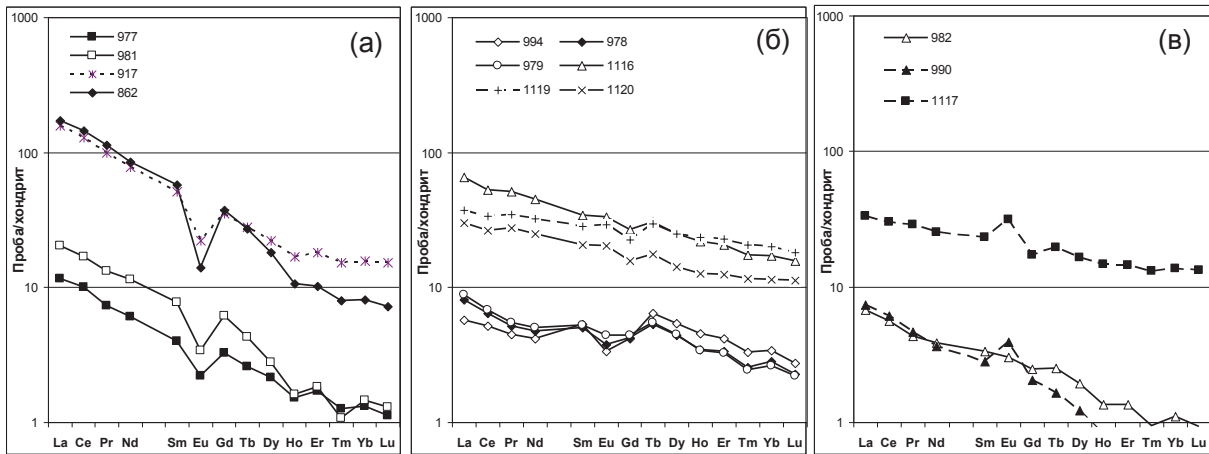 (а)
977
981
917
862
Проба/хондрит
1000
100
10
1
La Ce Pr Nd Sm Eu Gd Tb Dy Ho Er Tm Yb Lu
(б)
994 978
979 1116
1119 1120
Проба/хондрит
1000
100
10
1
La Ce Pr Nd Sm Eu Gd Tb Dy Ho Er Tm Yb Lu
(в)
982
990
1117
Проба/хондрит
1000
100
10
1
La Ce Pr Nd Sm Eu Gd Tb Dy Ho Er Tm Yb Lu